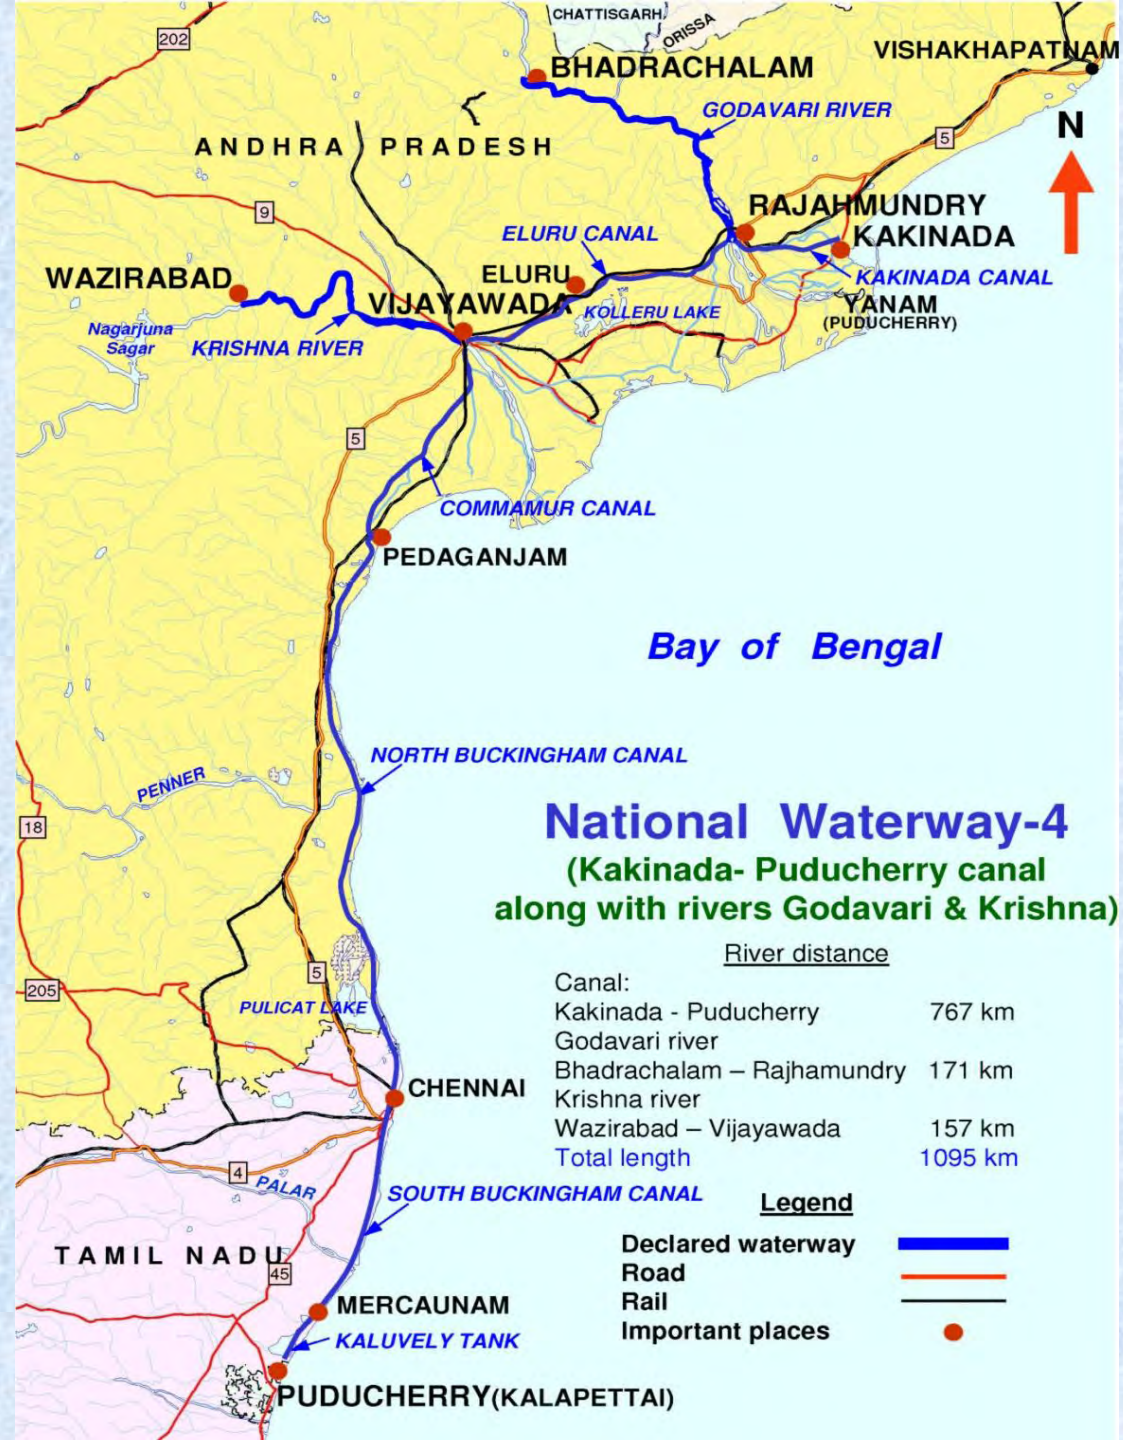 CHATTISGARH
ORISSA
202
VISHAKHAPATNAM
BHADRACHALAM
GODAVARI RIVER
N
ANDHRA PRADESH
5
9
RAJAHMUNDRY
ELURU CANAL
KAKINADA
WAZIRABAD
ELURU
KAKINADA CANAL
VIJAYAWADA
YANAM
(PUDUCHERRY)
KOLLERU LAKE
Nagarjuna
Sagar
KRISHNA RIVER
5
COMMAMUR CANAL
PEDAGANJAM
Bay of Bengal
NORTH BUCKINGHAM CANAL
PENNER
18
National Waterway-4
(Kakinada- Puducherry canal
along with rivers Godavari & Krishna)
River distance
Canal:
Kakinada - Puducherry 767 km
Godavari river
Bhadrachalam – Rajhamundry 171 km
Krishna river
Wazirabad – Vijayawada 157 km
Total length 1095 km
5
205
PULICAT LAKE
CHENNAI
4
PALAR
SOUTH BUCKINGHAM CANAL
Legend
Declared waterway
Road
Rail
Important places
TAMIL NADU
45
MERCAUNAM
KALUVELY TANK
PUDUCHERRY(KALAPETTAI)